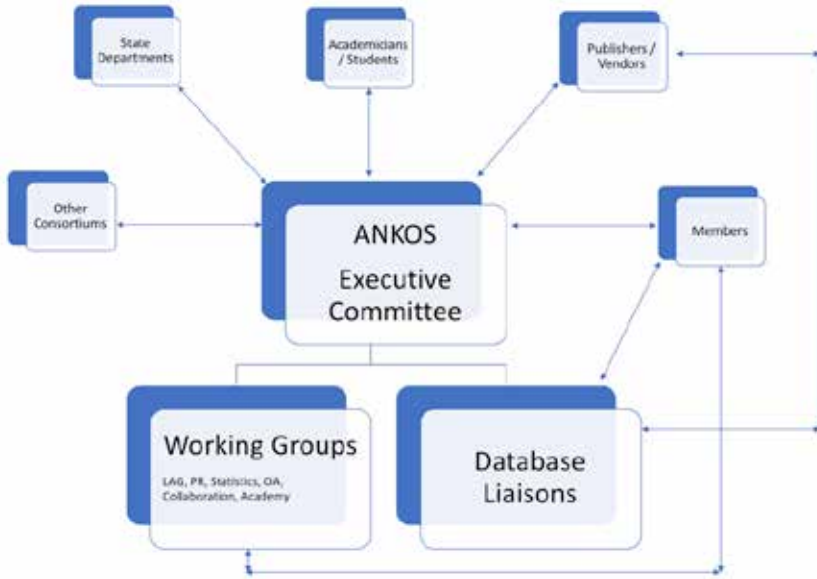 State
Departments
Academicians
/ Students
Publishers /
Vendors
Other
Consortiums
ANKOS
Executive
Committee
Members
Working Groups
LAG, PR, Statistics, OA,
Collaboration, Academy
Database
Liaisons